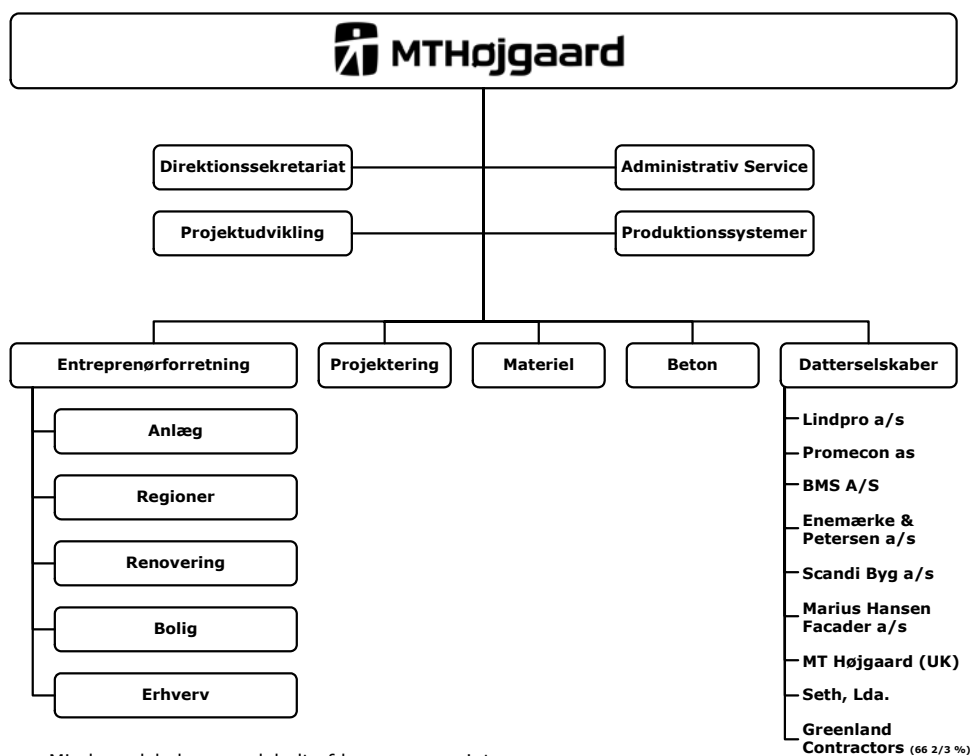 MTHøjgaard
Direktionssekretariat
Administrativ Service
Projektudvikling
Produktionssystemer
Entreprenørforretning
Projektering
Materiel
Beton
Datterselskaber
Anlæg
Regioner
Renovering
Bolig
Erhverv
Lindpro a/s
Promecon as
BMS A/S
Enemærke &
Petersen a/s
Scandi Byg a/s
Marius Hansen
Facader a/s
MT Højgaard (UK)
Seth, Lda.
Greenland
Contractors (66 2/3 %)